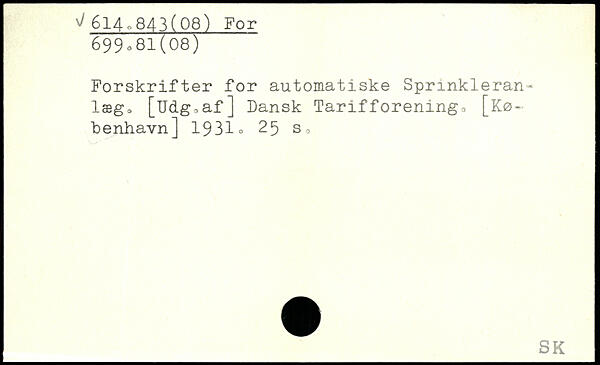 √ 614.843(08) For
699.81(08)
Forskrifter for automatiske Sprinkleran-
læg. [Udg.af] Dansk Tarifforening. [Kø-
benhavn] 1931. 25 s.
SK